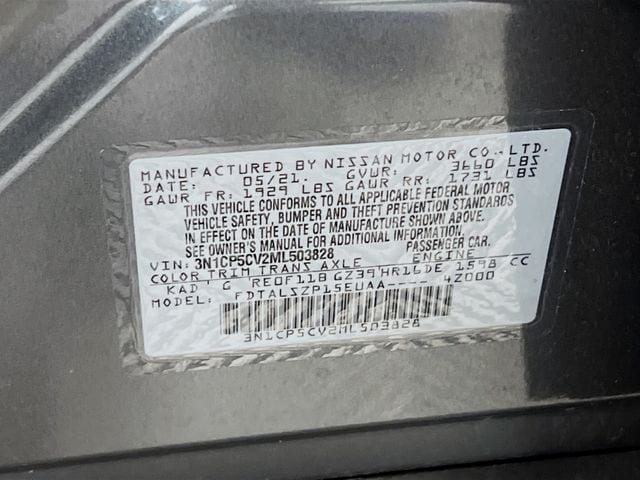 MANUFACTURED BY NISSAN MOTOR CO.,LTD.
DATE: 05/21. GVWR: 3660 LBS
GAWR FR: 1929 LBS GAWR RR: 1731 LBS
THIS VEHICLE CONFORMS TO ALL APPLICABLE FEDERAL MOTOR
VEHICLE SAFETY, BUMPER AND THEFT PREVENTION STANDARDS
IN EFFECT ON THE DATE OF MANUFACTURE SHOWN ABOVE.
SEE OWNER'S MANUAL FOR ADDITIONAL INFORMATION.
VIN: 3N1CP5CV2ML503828 PASSENGER CAR.
COLOR TRIM TRANS AXLE ENGINE
KAD G RE0F11B GZ39 HR16DE 1598 CC
MODEL: FDTALSZP15EUAA---- 4Z000
3N1CP5CV2ML503828